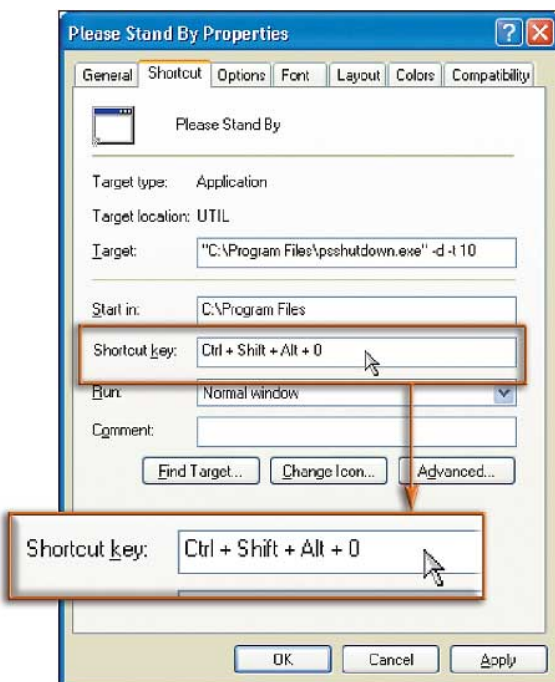 Please Stand By Properties
General Shortcut Options Font Layout Colors Compatibility
Please Stand By
Target type: Application
Target location: UTIL
Target: "C:\Program Files\psshutdown.exe" -d -t 10
Start in: C:\Program Files
Shortcut key: Ctrl + Shift + Alt + 0
Run: Normal window
Comment:
Find Target... Change Icon... Advanced...
Shortcut key: Ctrl + Shift + Alt + 0
OK Cancel Apply